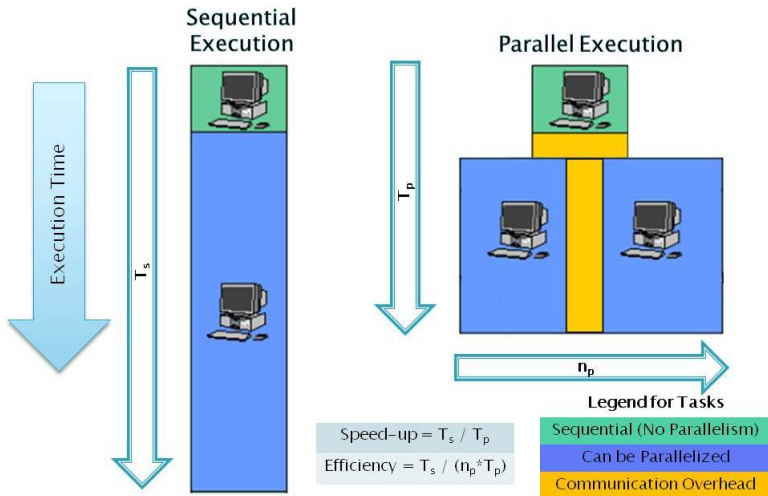 Sequential
Execution
Parallel Execution
Execution Time
Ts
Tp
np
Legend for Tasks
Speed-up = Ts / Tp
Efficiency = Ts / (np*Tp)
Sequential (No Parallelism)
Can be Parallelized
Communication Overhead